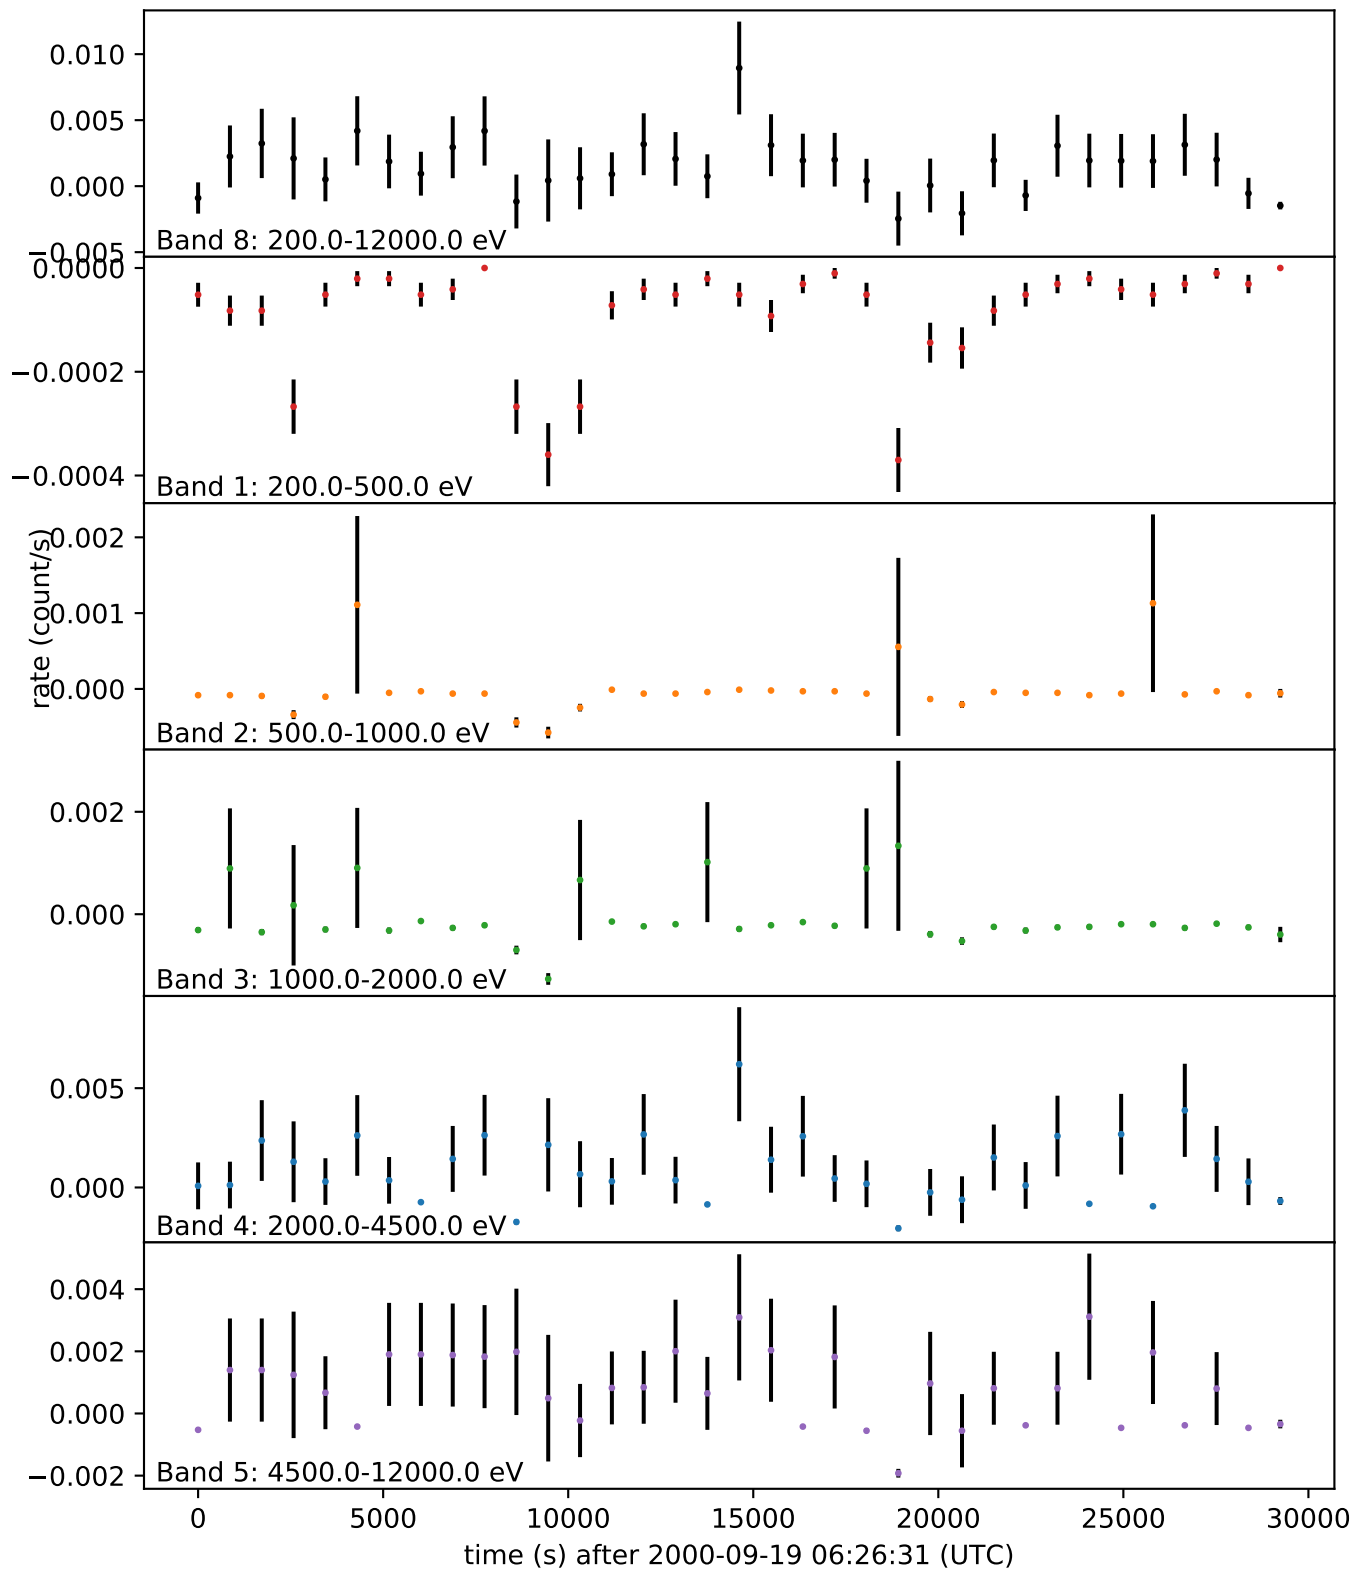 0.010
0.005
0.000
−0.005
Band 8: 200.0-12000.0 eV
0.0000
−0.0002
−0.0004
Band 1: 200.0-500.0 eV
rate (count/s)
0.002
0.001
0.000
Band 2: 500.0-1000.0 eV
0.002
0.000
Band 3: 1000.0-2000.0 eV
0.005
0.000
Band 4: 2000.0-4500.0 eV
0.004
0.002
0.000
−0.002
Band 5: 4500.0-12000.0 eV
0 5000 10000 15000 20000 25000 30000
time (s) after 2000-09-19 06:26:31 (UTC)